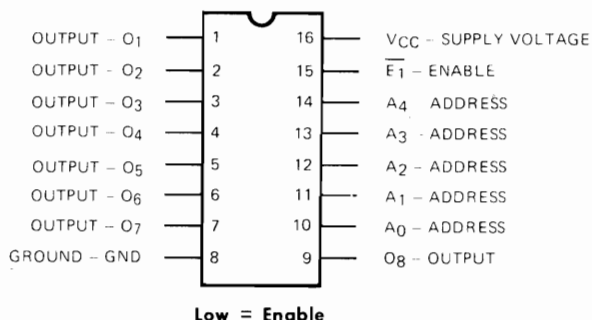 OUTPUT – O1 1 16 VCC – SUPPLY VOLTAGE
OUTPUT – O2 2 15 E1 – ENABLE
OUTPUT – O3 3 14 A4 ADDRESS
OUTPUT – O4 4 13 A3 - ADDRESS
OUTPUT – O5 5 12 A2 – ADDRESS
OUTPUT – O6 6 11 A1 – ADDRESS
OUTPUT – O7 7 10 A0 – ADDRESS
GROUND – GND 8 9 O8 – OUTPUT
Low = Enable